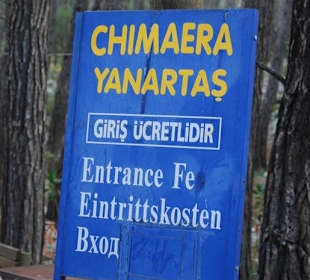 CHIMAERA
YANARTAŞ
GİRİŞ ÜCRETLİDİR
Entrance Fe
Eintrittskosten
Вход